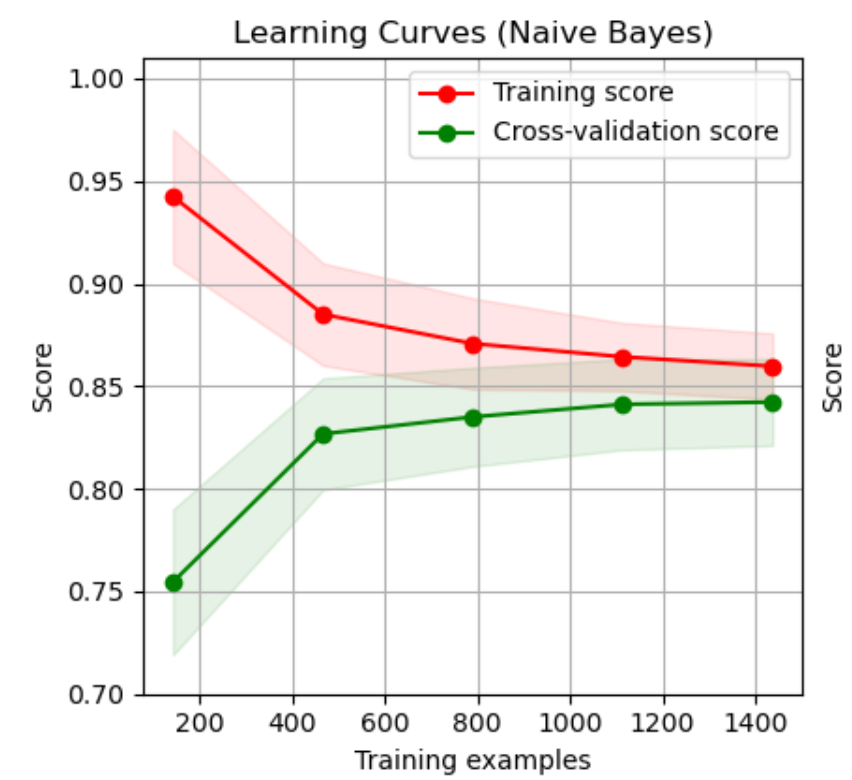 Learning Curves (Naive Bayes)
Training score
Cross-validation score
1.00
0.95
0.90
0.85
0.80
0.75
0.70
Score
Score
200 400 600 800 1000 1200 1400
Training examples